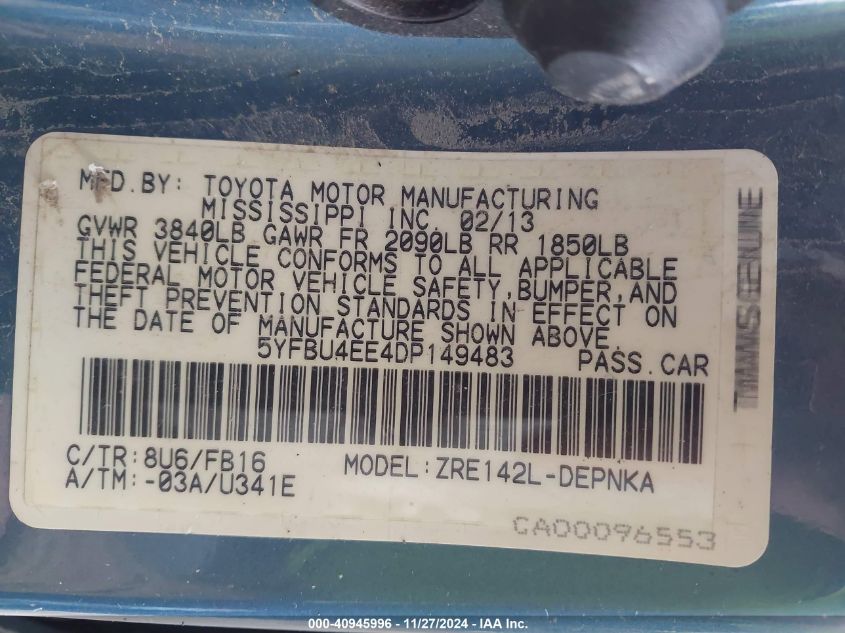 MFD.BY: TOYOTA MOTOR MANUFACTURING
MISSISSIPPI INC. 02/13
GVWR 3840LB GAWR FR 2090LB RR 1850LB
THIS VEHICLE CONFORMS TO ALL APPLICABLE
FEDERAL MOTOR VEHICLE SAFETY,BUMPER,AND
THEFT PREVENTION STANDARDS IN EFFECT ON
THE DATE OF MANUFACTURE SHOWN ABOVE.
5YFBU4EE4DP149483 PASS.CAR
C/TR:8U6/FB16 MODEL:ZRE142L-DEPNKA
A/TM:-03A/U341E
CA00096553
000-40945996 - 11/27/2024 - IAA Inc.